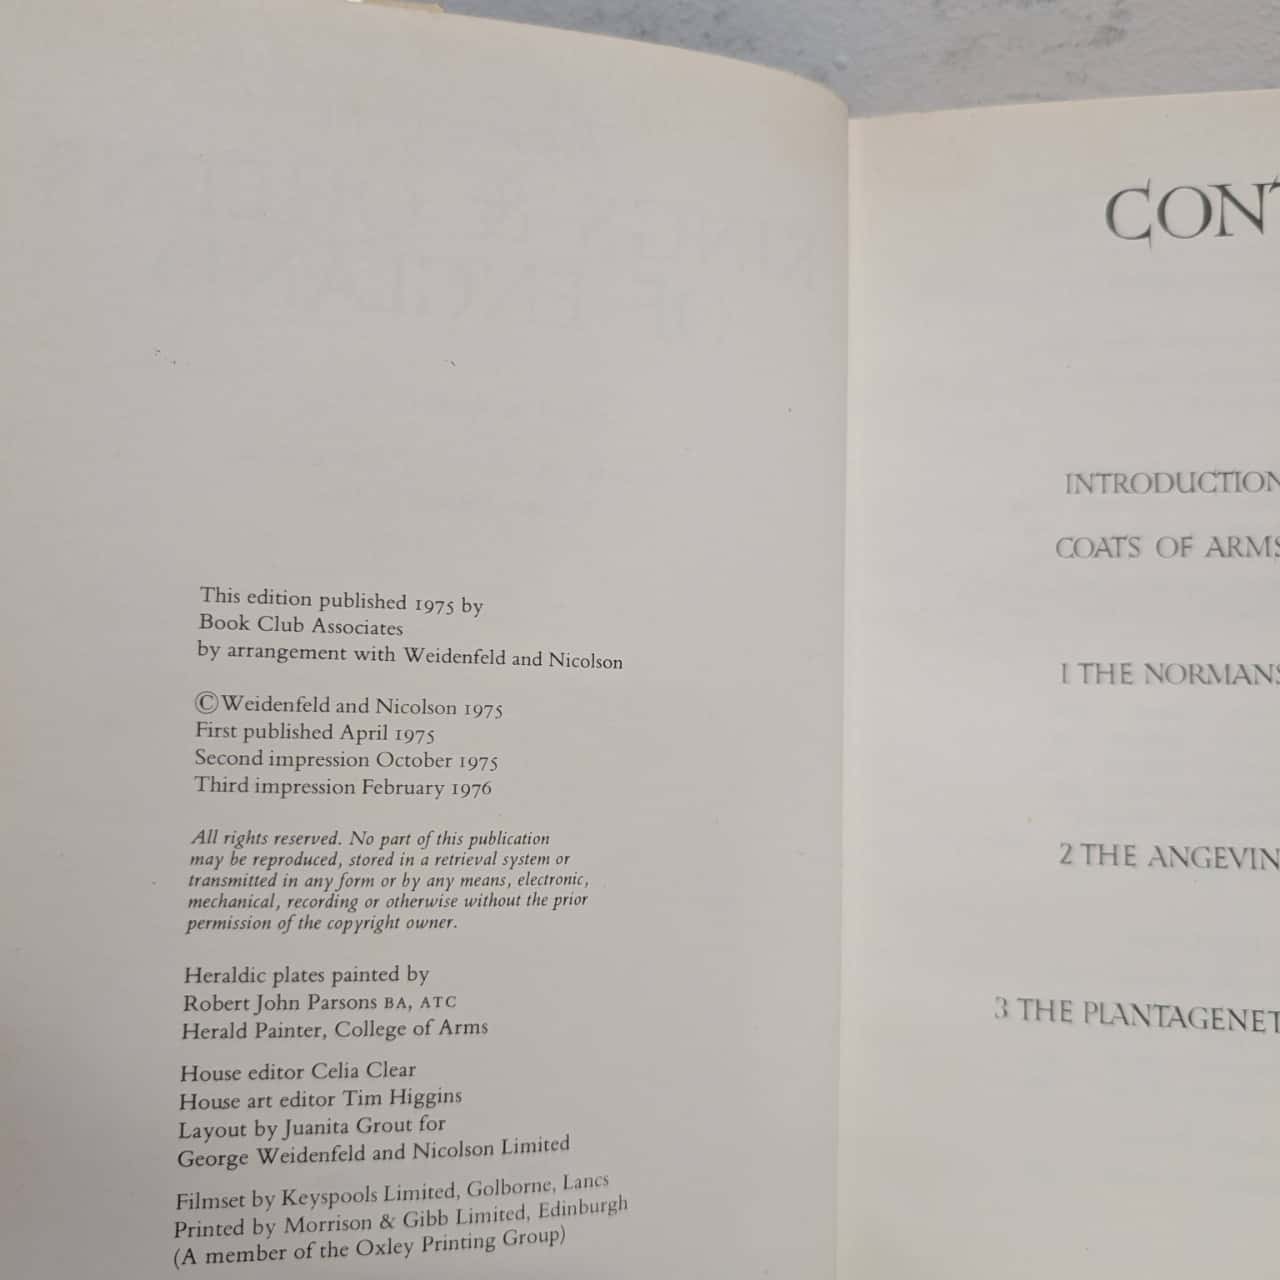 This edition published 1975 by
Book Club Associates
by arrangement with Weidenfeld and Nicolson
©Weidenfeld and Nicolson 1975
First published April 1975
Second impression October 1975
Third impression February 1976
All rights reserved. No part of this publication
may be reproduced, stored in a retrieval system or
transmitted in any form or by any means, electronic,
mechanical, recording or otherwise without the prior
permission of the copyright owner.
Heraldic plates painted by
Robert John Parsons BA, ATC
Herald Painter, College of Arms
House editor Celia Clear
House art editor Tim Higgins
Layout by Juanita Grout for
George Weidenfeld and Nicolson Limited
Filmset by Keyspools Limited, Golborne, Lancs
Printed by Morrison & Gibb Limited, Edinburgh
(A member of the Oxley Printing Group)
CONT
INTRODUCTION
COATS OF ARMS
1 THE NORMANS
2 THE ANGEVIN
3 THE PLANTAGENET